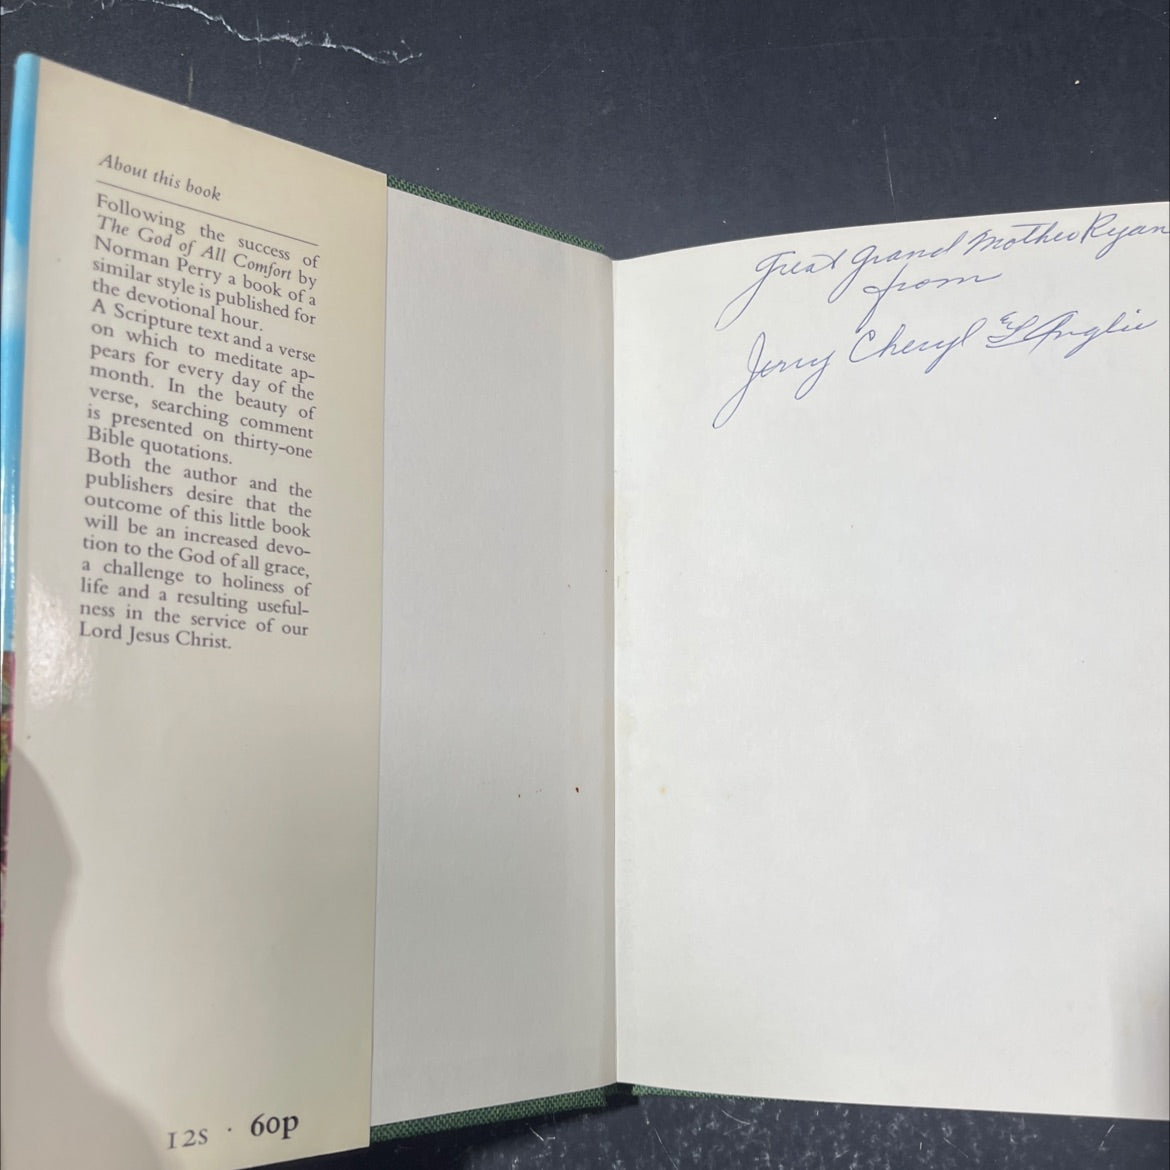 About this book
Following the success of
The God of All Comfort by
Norman Perry a book of a
similar style is published for
the devotional hour.
A Scripture text and a verse
on which to meditate ap-
pears for every day of the
month. In the beauty of
verse, searching comment
is presented on thirty-one
Bible quotations.
Both the author and the
publishers desire that the
outcome of this little book
will be an increased devo-
tion to the God of all grace,
a challenge to holiness of
life and a resulting useful-
ness in the service of our
Lord Jesus Christ.
12s · 60p
Great Grand Mother Ryan
from
Jerry Cheryl & Angie